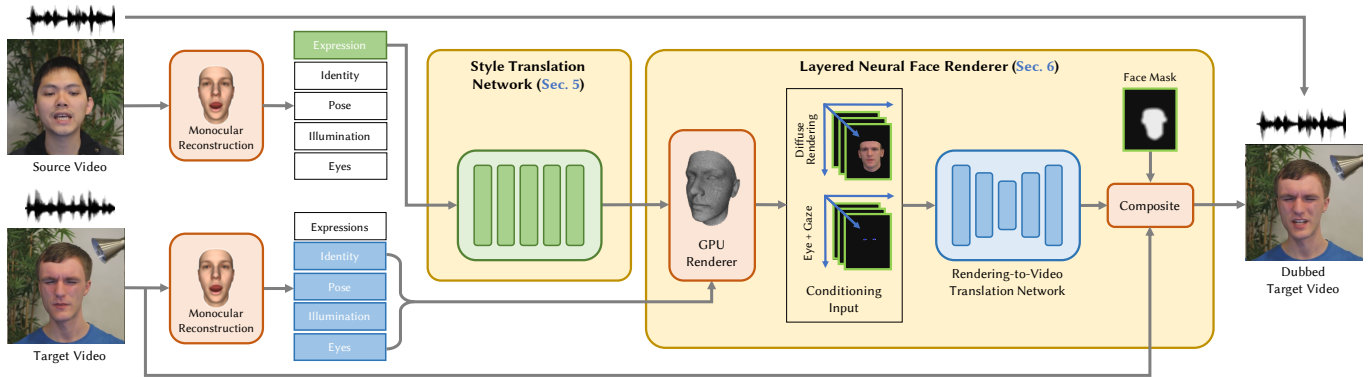 Source Video
Target Video
Monocular
Reconstruction
Monocular
Reconstruction
Expression
Identity
Pose
Illumination
Eyes
Expressions
Identity
Pose
Illumination
Eyes
Style Translation
Network (Sec. 5)
Layered Neural Face Renderer (Sec. 6)
GPU
Renderer
Diffuse
Rendering
Eye + Gaze
Conditioning
Input
Rendering-to-Video
Translation Network
Face Mask
Composite
Dubbed
Target Video